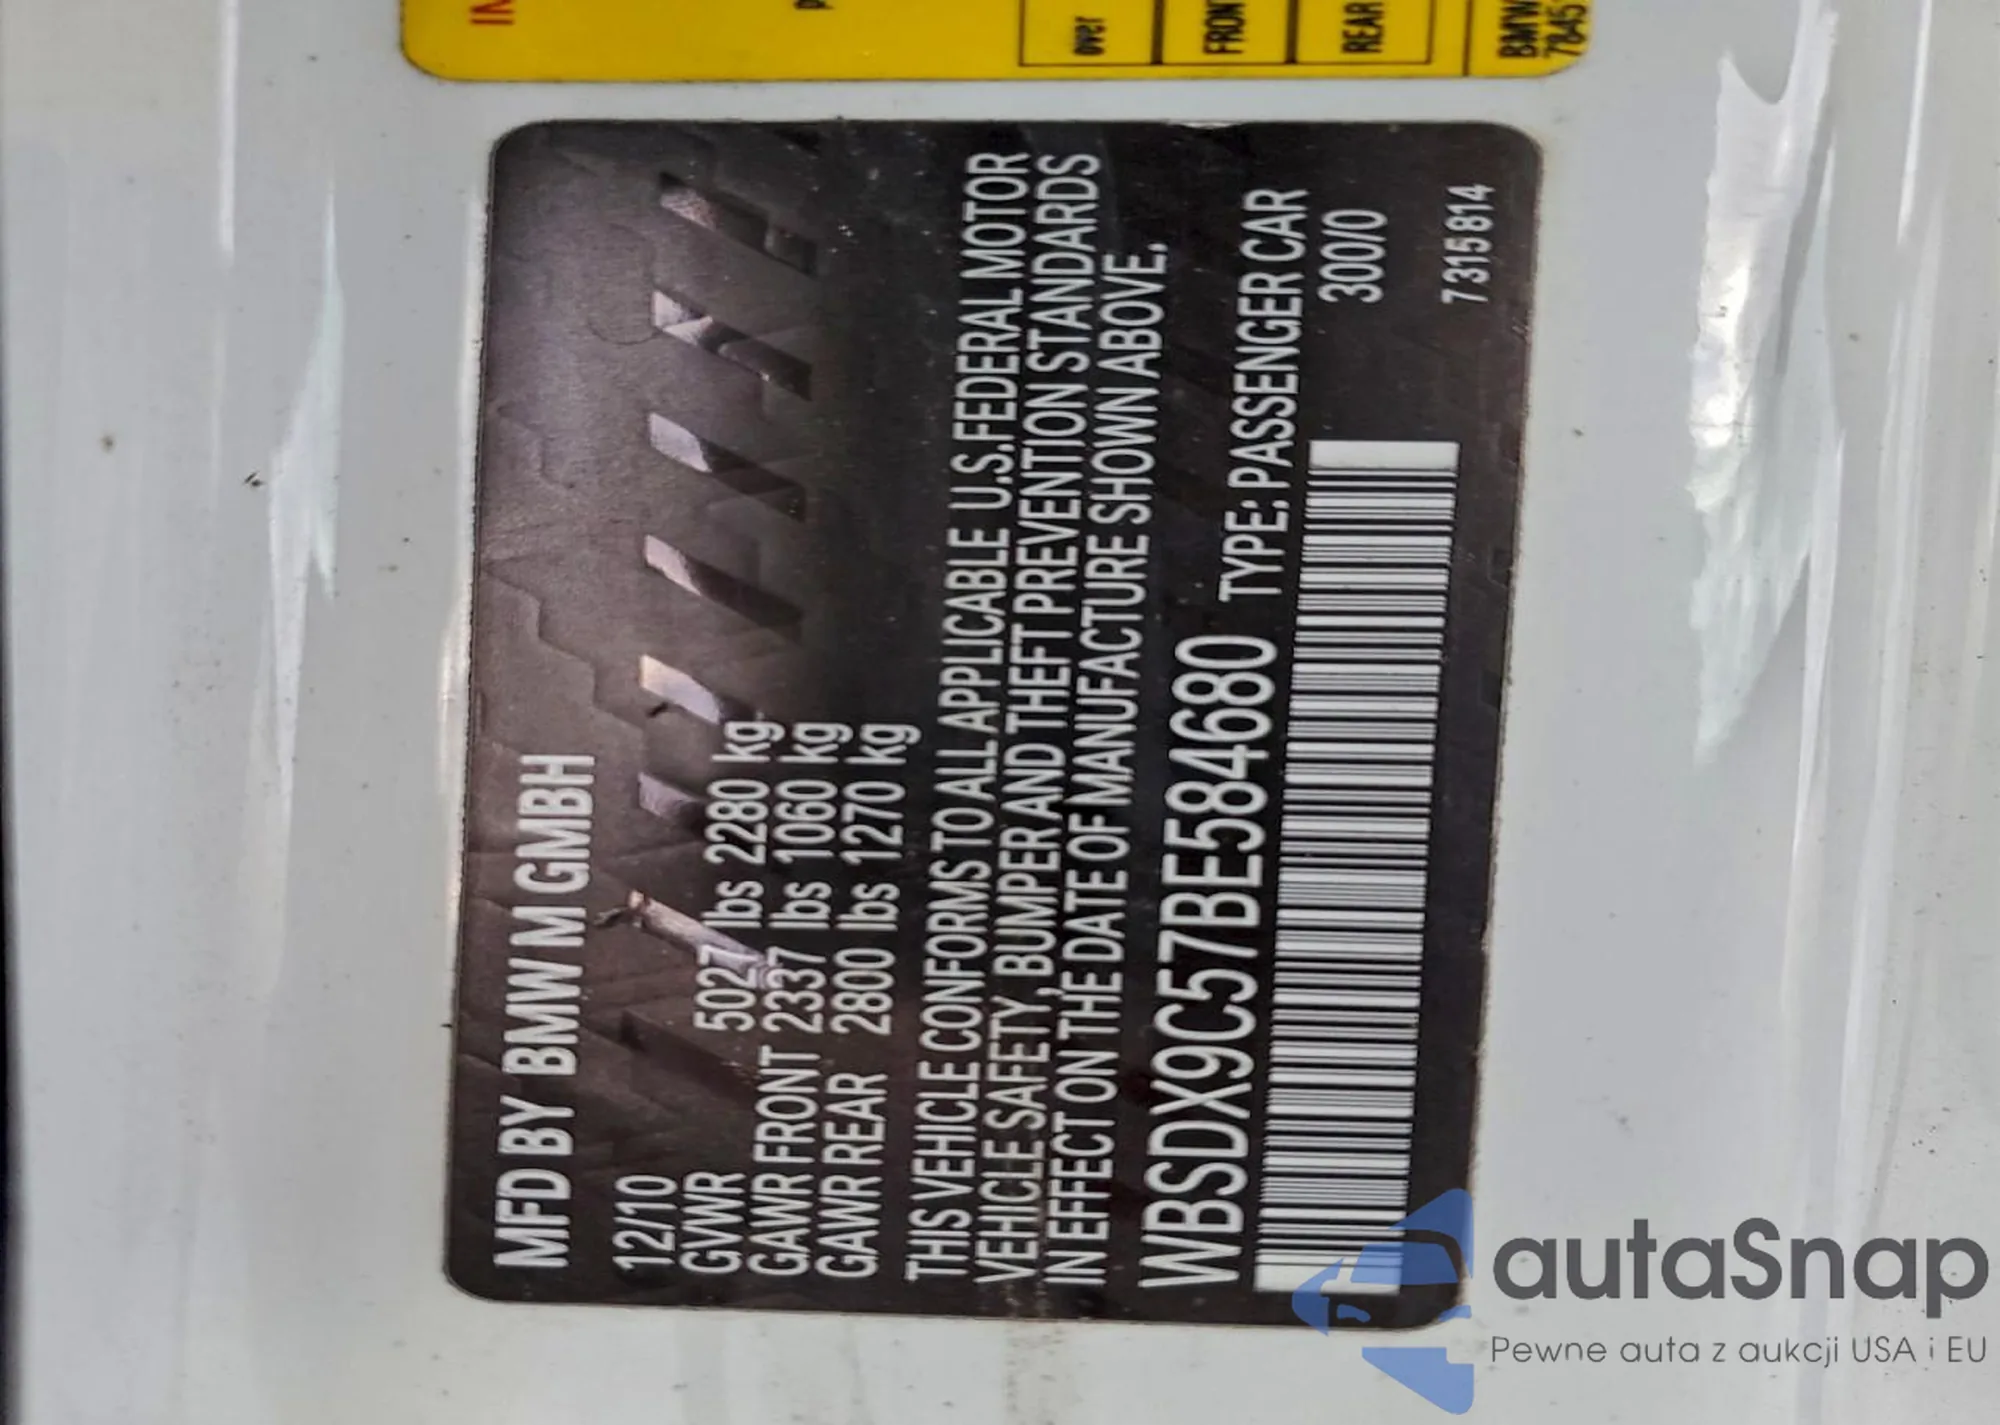 over
FRONT
REAR
BMW
MFD BY BMW M GMBH
12/10
GVWR 5027 lbs 2280 kg
GAWR FRONT 2337 lbs 1060 kg
GAWR REAR 2800 lbs 1270 kg
THIS VEHICLE CONFORMS TO ALL APPLICABLE U.S. FEDERAL MOTOR
VEHICLE SAFETY, BUMPER AND THEFT PREVENTION STANDARDS
IN EFFECT ON THE DATE OF MANUFACTURE SHOWN ABOVE.
WBSDX9C57BE584680 TYPE: PASSENGER CAR
300/0
7315814
autaSnap
Pewne auta z aukcji USA i EU